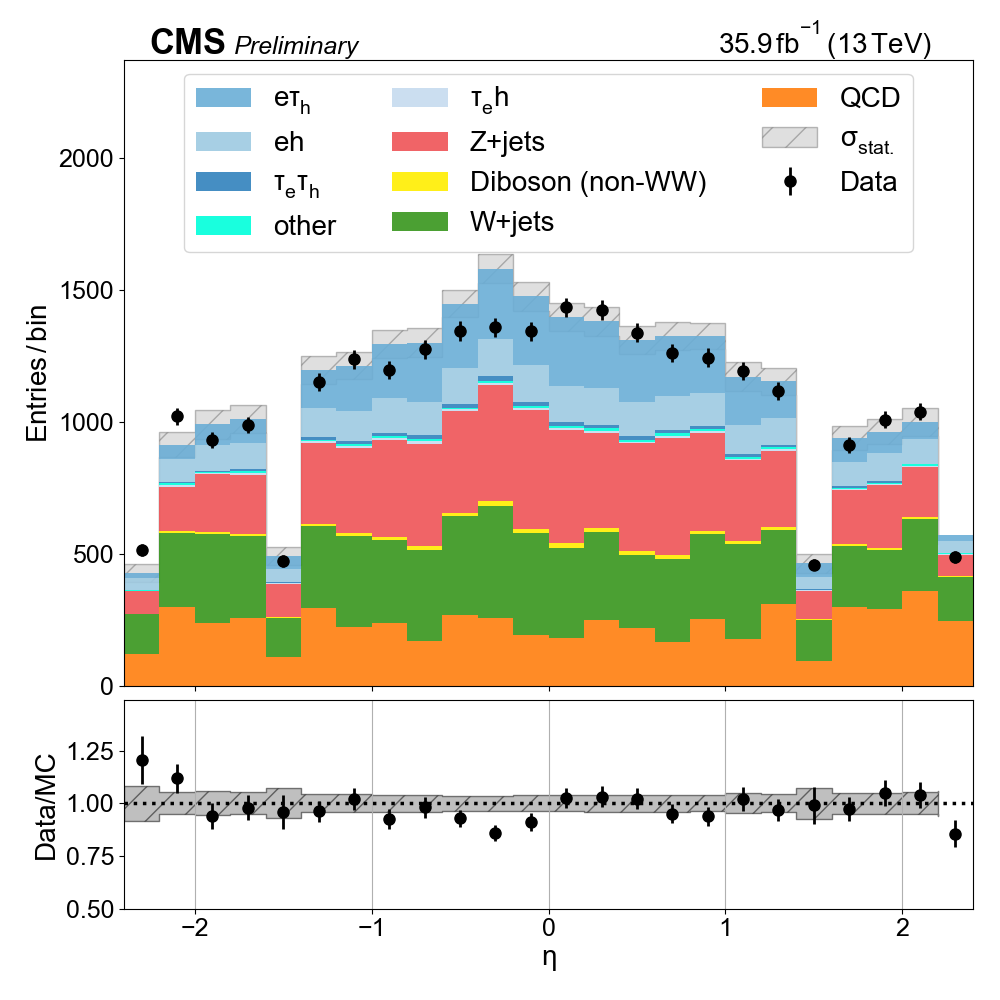 CMS Preliminary 35.9 fb⁻¹ (13 TeV)
eτh
eh
τeτh
other
τeh
Z+jets
Diboson (non-WW)
W+jets
QCD
σstat.
Data
Entries / bin
2000
1500
1000
500
0
Data/MC
1.25
1.00
0.75
0.50
−2 −1 0 1 2
η